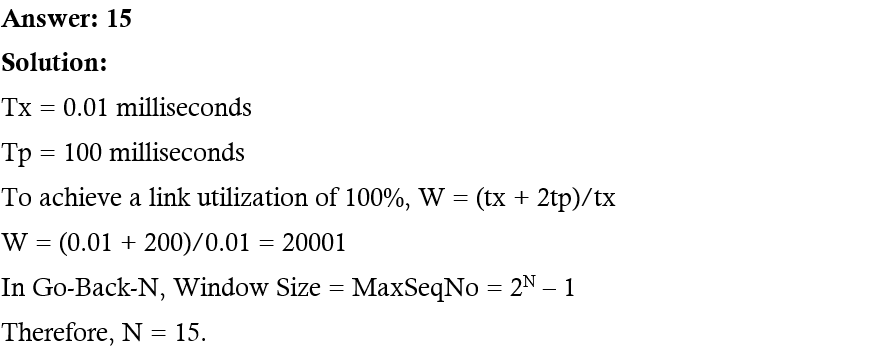 Answer: 15
Solution:
Tx = 0.01 milliseconds
Tp = 100 milliseconds
To achieve a link utilization of 100%, W = (tx + 2tp)/tx
W = (0.01 + 200)/0.01 = 20001
In Go-Back-N, Window Size = MaxSeqNo = 2ᴺ – 1
Therefore, N = 15.